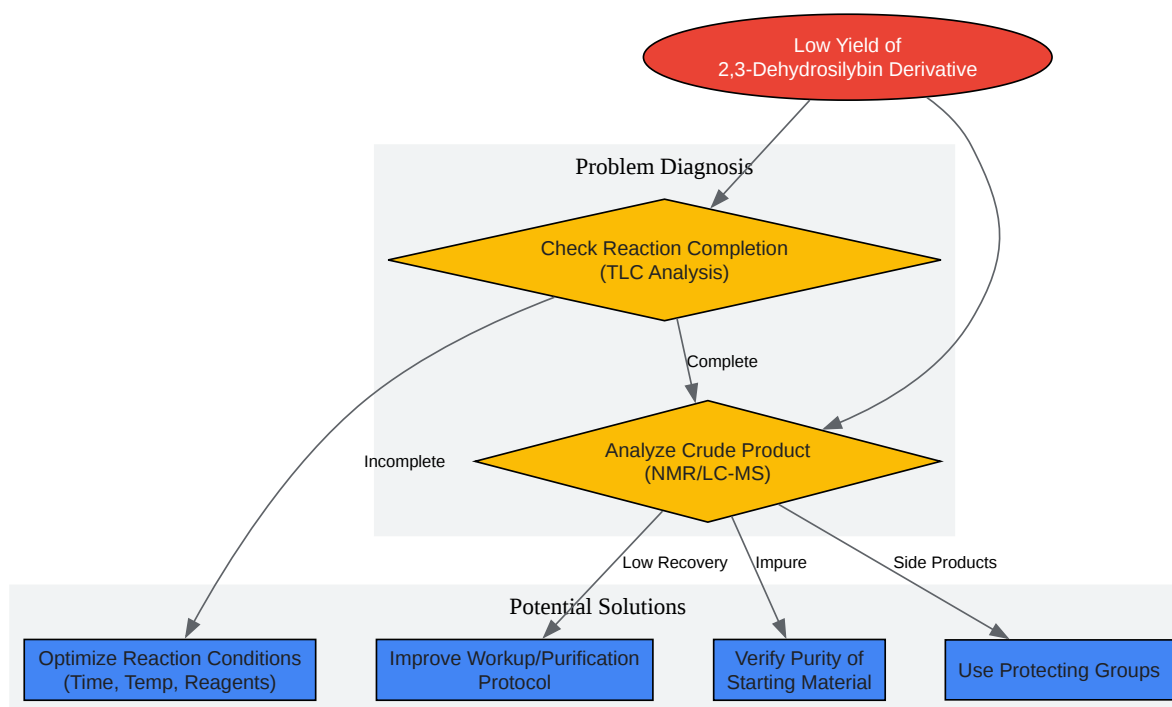 Low Yield of
2,3-Dehydrosilybin Derivative
Problem Diagnosis
Check Reaction Completion
(TLC Analysis)
Complete
Incomplete
Analyze Crude Product
(NMR/LC-MS)
Low Recovery
Impure
Side Products
Potential Solutions
Optimize Reaction Conditions
(Time, Temp, Reagents)
Improve Workup/Purification
Protocol
Verify Purity of
Starting Material
Use Protecting Groups